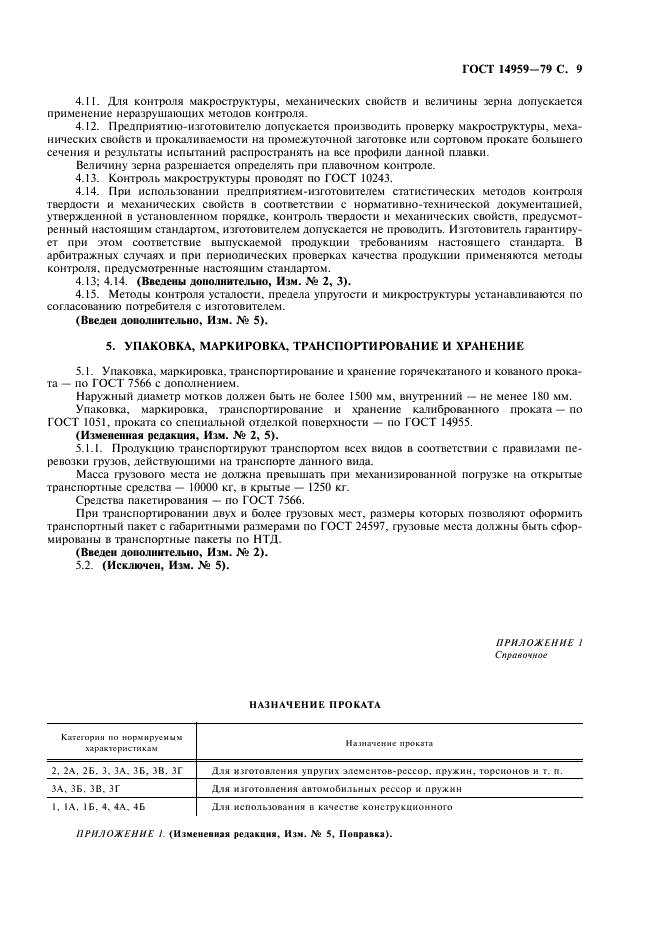 ГОСТ 14959—79 С. 9
4.11. Для контроля макроструктуры, механических свойств и величины зерна допускается
применение неразрушающих методов контроля.
4.12. Предприятию-изготовителю допускается производить проверку макроструктуры, меха-
нических свойств и прокаливаемости на промежуточной заготовке или сортовом прокате большего
сечения и результаты испытаний распространять на все профили данной плавки.
Величину зерна разрешается определять при плавочном контроле.
4.13. Контроль макроструктуры проводят по ГОСТ 10243.
4.14. При использовании предприятием-изготовителем статистических методов контроля
твердости и механических свойств в соответствии с нормативно-технической документацией,
утвержденной в установленном порядке, контроль твердости и механических свойств, предусмот-
ренный настоящим стандартом, изготовителем допускается не проводить. Изготовитель гарантиру-
ет при этом соответствие выпускаемой продукции требованиям настоящего стандарта. В
арбитражных случаях и при периодических проверках качества продукции применяются методы
контроля, предусмотренные настоящим стандартом.
4.13; 4.14. (Введены дополнительно, Изм. № 2, 3).
4.15. Методы контроля усталости, предела упругости и микроструктуры устанавливаются по
согласованию потребителя с изготовителем.
(Введен дополнительно, Изм. № 5).
5. УПАКОВКА, МАРКИРОВКА, ТРАНСПОРТИРОВАНИЕ И ХРАНЕНИЕ
5.1. Упаковка, маркировка, транспортирование и хранение горячекатаного и кованого прока-
та — по ГОСТ 7566 с дополнением.
Наружный диаметр мотков должен быть не более 1500 мм, внутренний — не менее 180 мм.
Упаковка, маркировка, транспортирование и хранение калиброванного проката — по
ГОСТ 1051, проката со специальной отделкой поверхности — по ГОСТ 14955.
(Измененная редакция, Изм. № 2, 5).
5.1.1. Продукцию транспортируют транспортом всех видов в соответствии с правилами пе-
ревозки грузов, действующими на транспорте данного вида.
Масса грузового места не должна превышать при механизированной погрузке на открытые
транспортные средства — 10000 кг, в крытые — 1250 кг.
Средства пакетирования — по ГОСТ 7566.
При транспортировании двух и более грузовых мест, размеры которых позволяют оформить
транспортный пакет с габаритными размерами по ГОСТ 24597, грузовые места должны быть сфор-
мированы в транспортные пакеты по НТД.
(Введен дополнительно, Изм. № 2).
5.2. (Исключен, Изм. № 5).
ПРИЛОЖЕНИЕ 1
Справочное
НАЗНАЧЕНИЕ ПРОКАТА
Категория по нормируемым
характеристикам
Назначение проката
2, 2А, 2Б, 3, 3А, 3Б, 3В, 3Г Для изготовления упругих элементов-рессор, пружин, торсионов и т. п.
3А, 3Б, 3В, 3Г Для изготовления автомобильных рессор и пружин
1, 1А, 1Б, 4, 4А, 4Б Для использования в качестве конструкционного
ПРИЛОЖЕНИЕ 1. (Измененная редакция, Изм. № 5, Поправка).